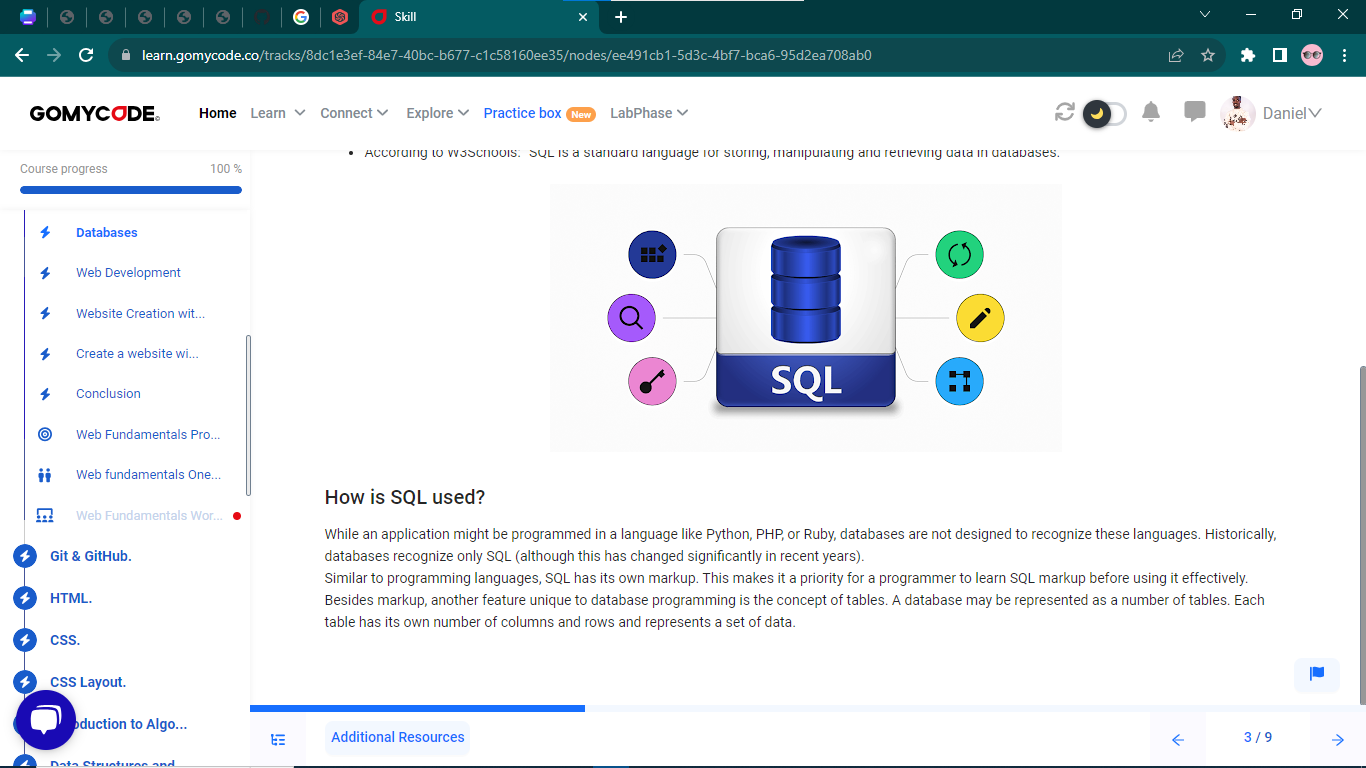 Skill
learn.gomycode.co/tracks/8dc1e3ef-84e7-40bc-b677-c1c58160ee35/nodes/ee491cb1-5d3c-4bf7-bca6-95d2ea708ab0
GOMYCODE
Home
Learn
Connect
Explore
Practice box New
LabPhase
Daniel
Course progress 100 %
Databases
Web Development
Website Creation wit...
Create a website wi...
Conclusion
Web Fundamentals Pro...
Web fundamentals One...
Web Fundamentals Wor...
Git & GitHub.
HTML.
CSS.
CSS Layout.
oduction to Algo...
Data Structures and
According to W3Schools: "SQL is a standard language for storing, manipulating and retrieving data in databases.
SQL
How is SQL used?
While an application might be programmed in a language like Python, PHP, or Ruby, databases are not designed to recognize these languages. Historically,
databases recognize only SQL (although this has changed significantly in recent years).
Similar to programming languages, SQL has its own markup. This makes it a priority for a programmer to learn SQL markup before using it effectively.
Besides markup, another feature unique to database programming is the concept of tables. A database may be represented as a number of tables. Each
table has its own number of columns and rows and represents a set of data.
Additional Resources
3 / 9